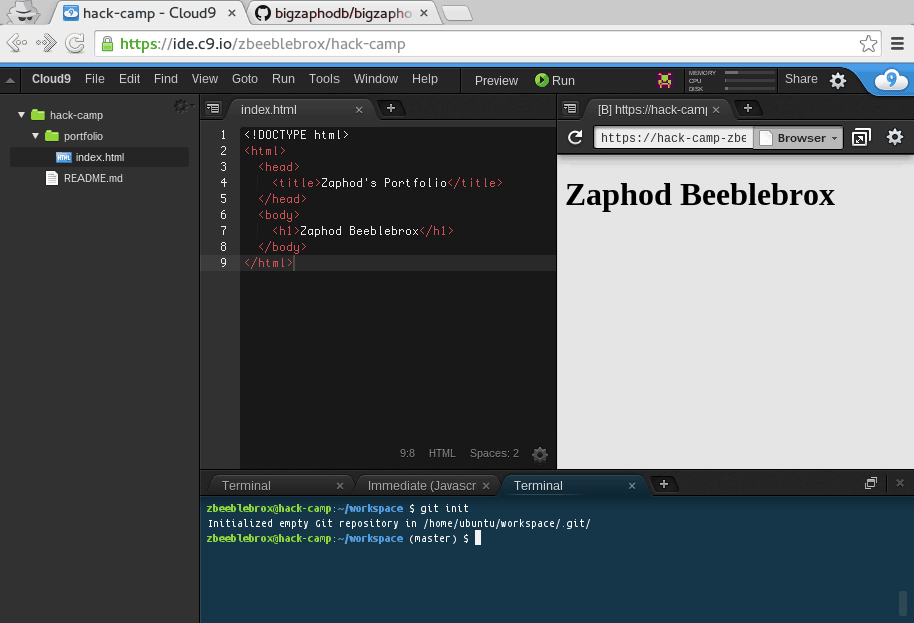 hack-camp - Cloud9
bigzaphodb/bigzapho
https://ide.c9.io/zbeeblebrox/hack-camp
Cloud9 File Edit Find View Goto Run Tools Window Help
Preview Run
MEMORY
CPU
DISK
Share
9
hack-camp
portfolio
HTML index.html
README.md
index.html
1 <!DOCTYPE html>
2 <html>
3 <head>
4 <title>Zaphod's Portfolio</title>
5 </head>
6 <body>
7 <h1>Zaphod Beeblebrox</h1>
8 </body>
9 </html>
9:8 HTML Spaces: 2
[B] https://hack-camp
https://hack-camp-zbe Browser
Zaphod Beeblebrox
Terminal Immediate (Javascr Terminal
zbeeblebrox@hack-camp:~/workspace $ git init
Initialized empty Git repository in /home/ubuntu/workspace/.git/
zbeeblebrox@hack-camp:~/workspace (master) $